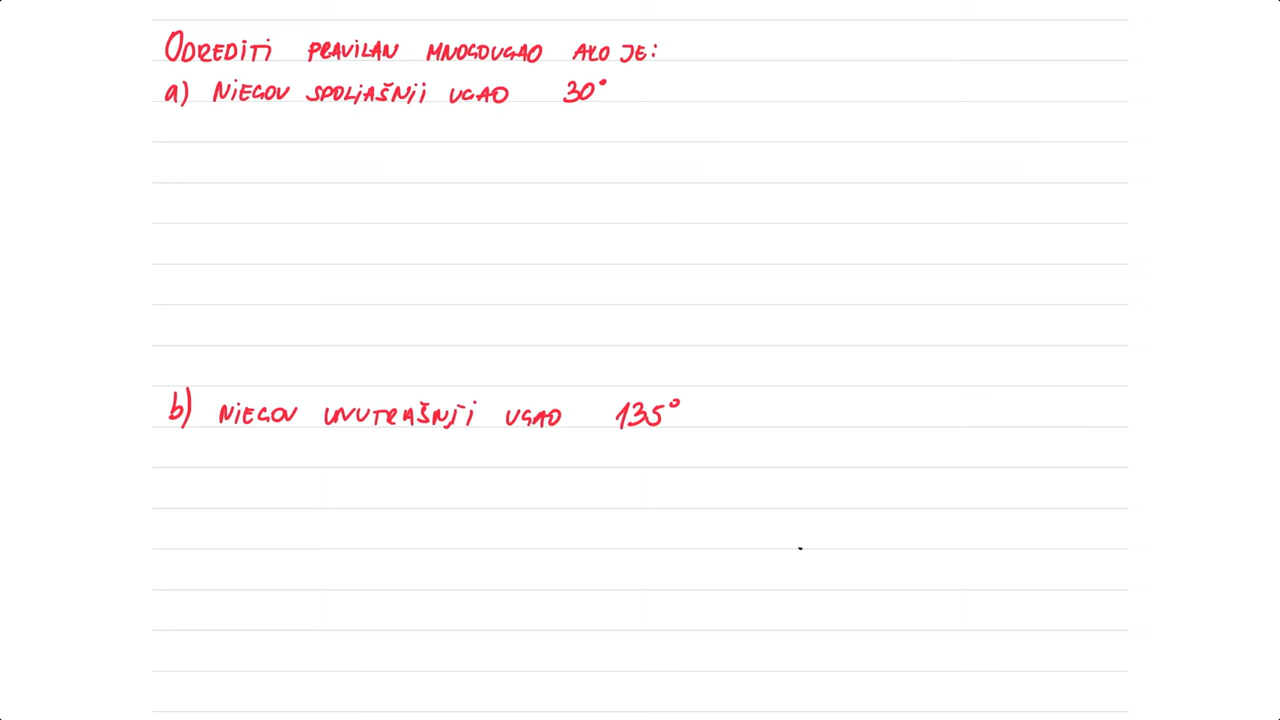 ODREDITI PRAVILAN MNOGOUGAO AKO JE:
a) NJEGOV SPOLJAŠNJI UGAO 30°
b) NJEGOV UNUTRAŠNJI UGAO 135°